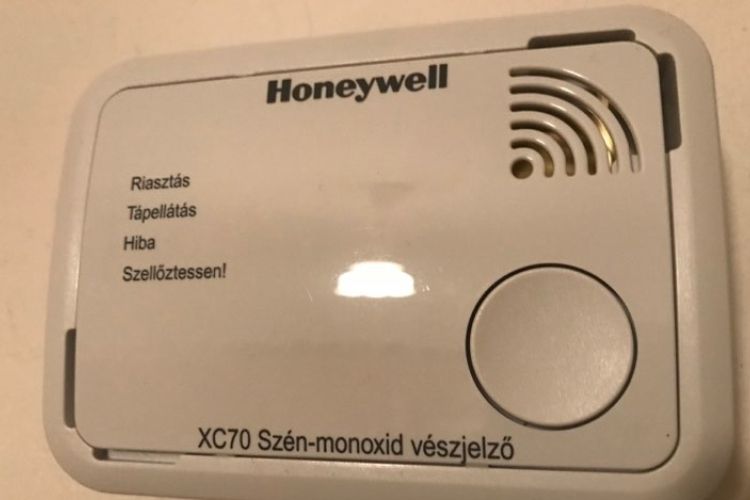 Honeywell
Riasztás
Tápellátás
Hiba
Szellőztessen!
XC70 Szén-monoxid vészjelző